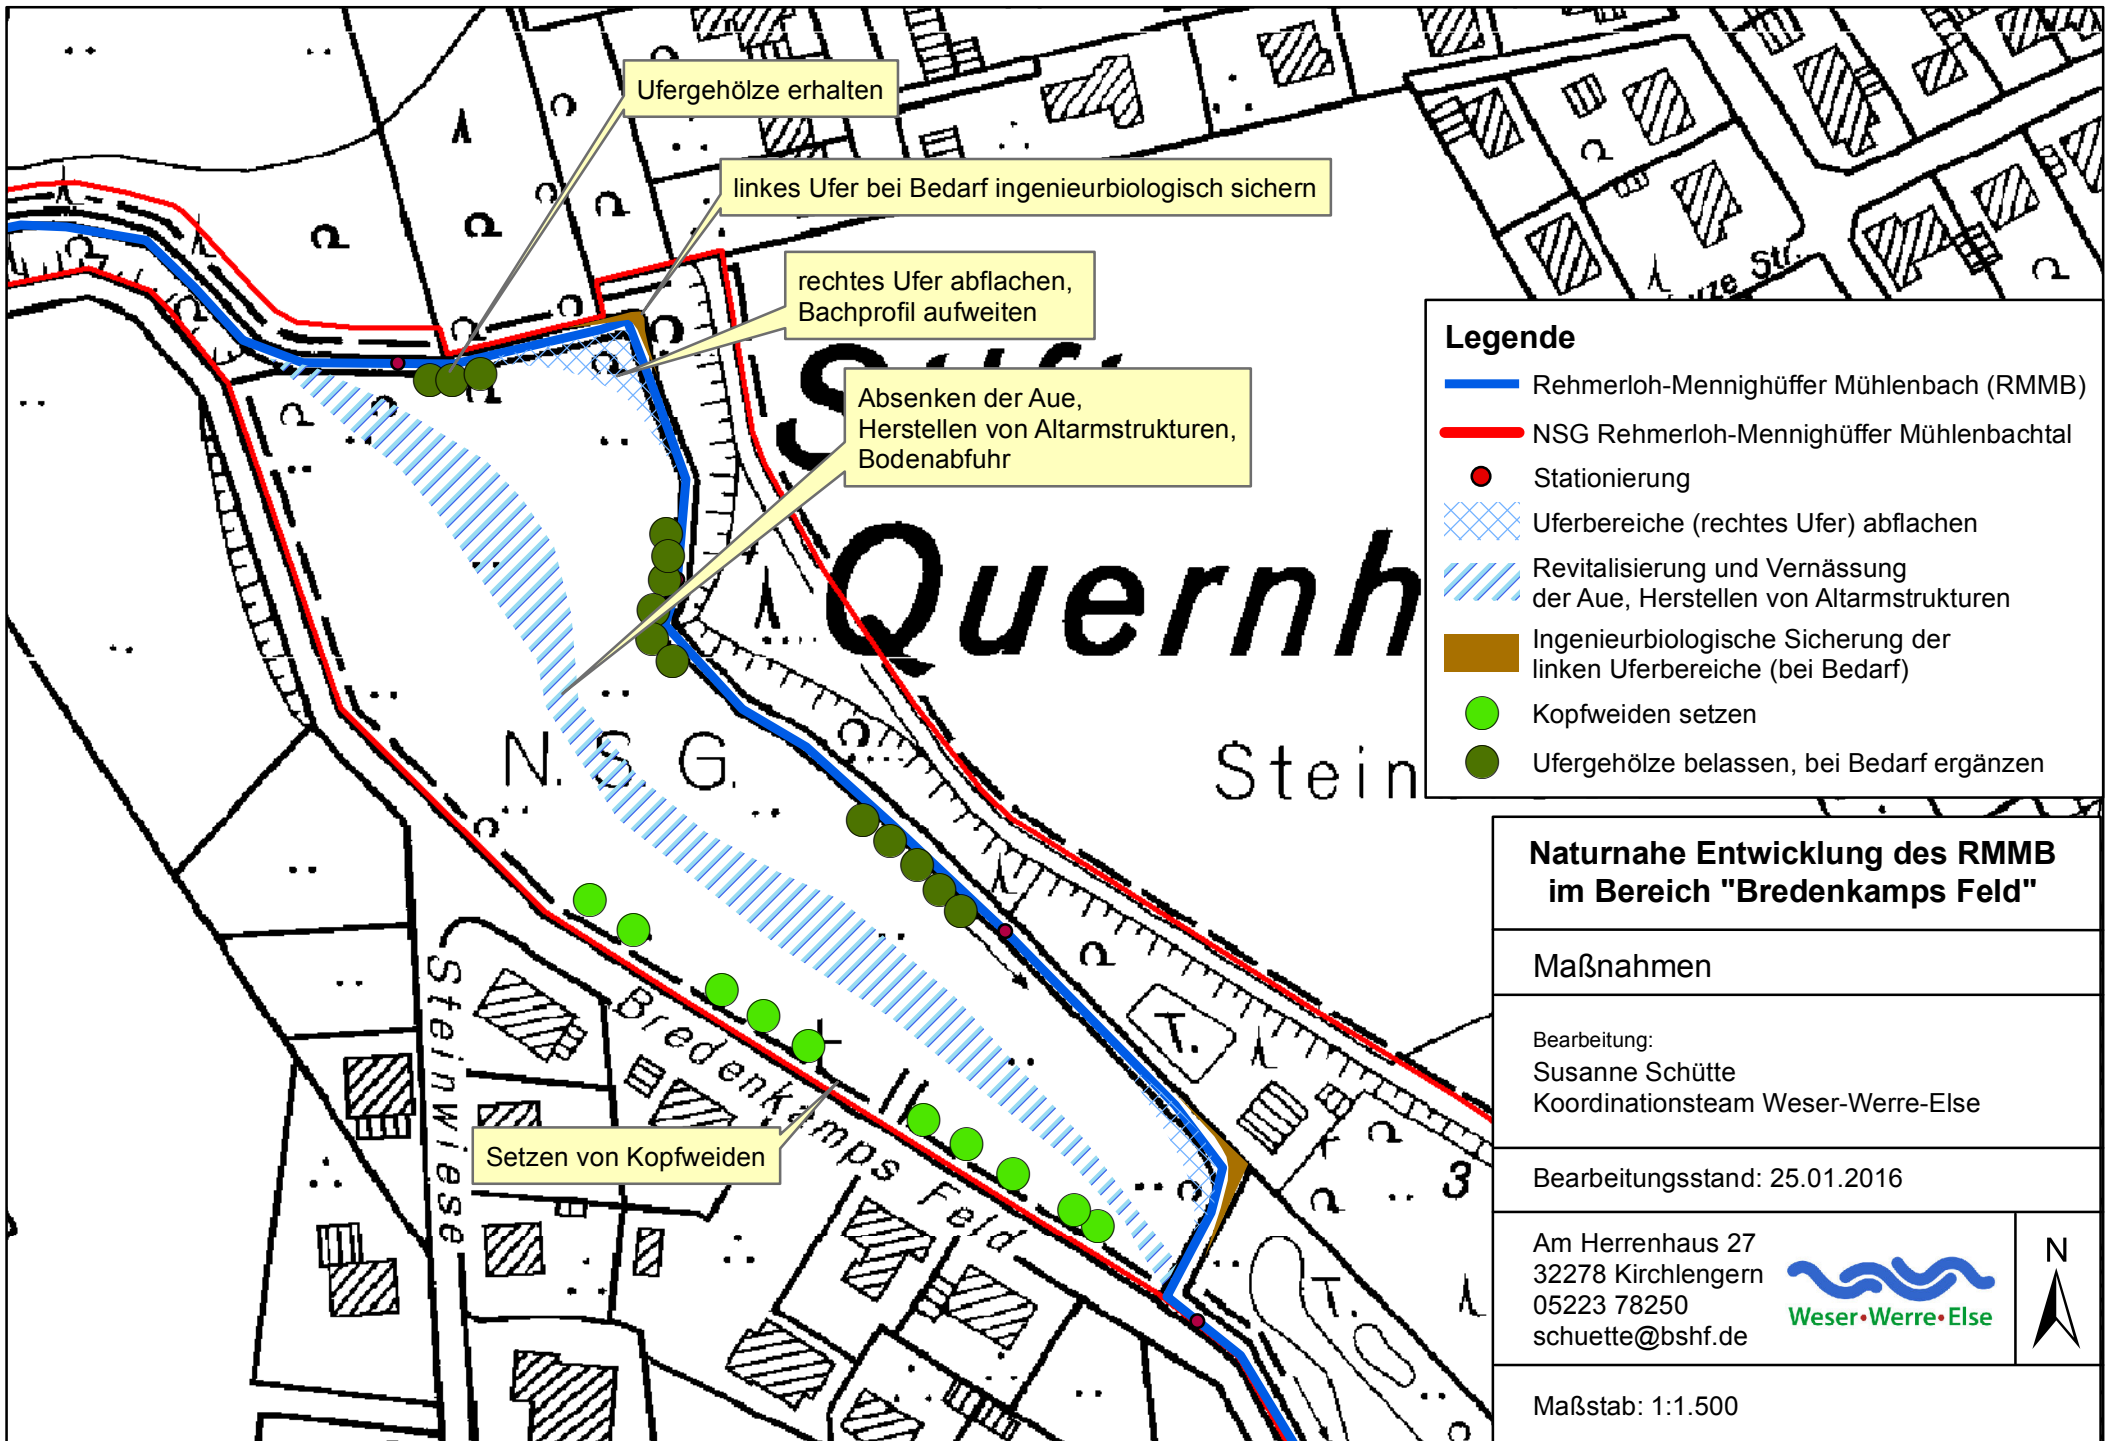 Ufergehölze erhalten
linkes Ufer bei Bedarf ingenieurbiologisch sichern
rechtes Ufer abflachen,
Bachprofil aufweiten
Absenken der Aue,
Herstellen von Altarmstrukturen,
Bodenabfuhr
Quernh
Stein
N. S. G.
Steinwiese
Bredenkamps Feld
Setzen von Kopfweiden
Str.
T.
T.
3
Legende
Rehmerloh-Mennighüffer Mühlenbach (RMMB)
NSG Rehmerloh-Mennighüffer Mühlenbachtal
Stationierung
Uferbereiche (rechtes Ufer) abflachen
Revitalisierung und Vernässung
der Aue, Herstellen von Altarmstrukturen
Ingenieurbiologische Sicherung der
linken Uferbereiche (bei Bedarf)
Kopfweiden setzen
Ufergehölze belassen, bei Bedarf ergänzen
Naturnahe Entwicklung des RMMB
im Bereich "Bredenkamps Feld"
Maßnahmen
Bearbeitung:
Susanne Schütte
Koordinationsteam Weser-Werre-Else
Bearbeitungsstand: 25.01.2016
Am Herrenhaus 27
32278 Kirchlengern
05223 78250
schuette@bshf.de
Weser•Werre•Else
N
Maßstab: 1:1.500